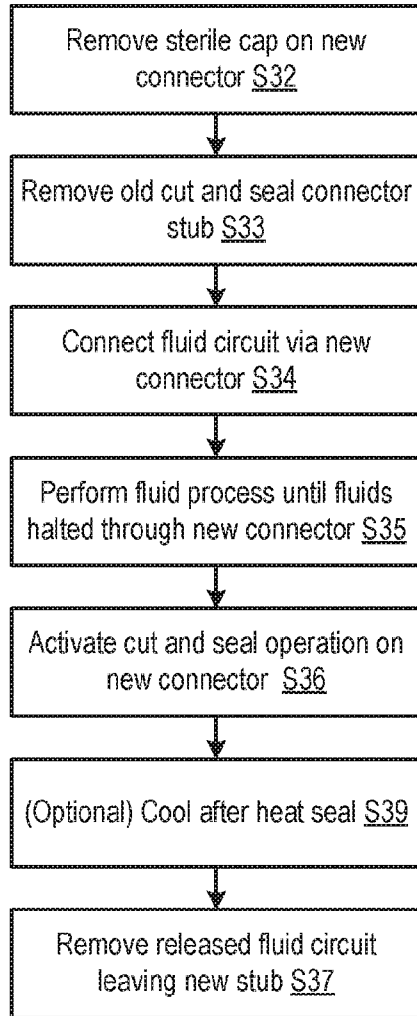 Remove sterile cap on new
connector S32
Remove old cut and seal connector
stub S33
Connect fluid circuit via new
connector S34
Perform fluid process until fluids
halted through new connector S35
Activate cut and seal operation on
new connector S36
(Optional) Cool after heat seal S39
Remove released fluid circuit
leaving new stub S37